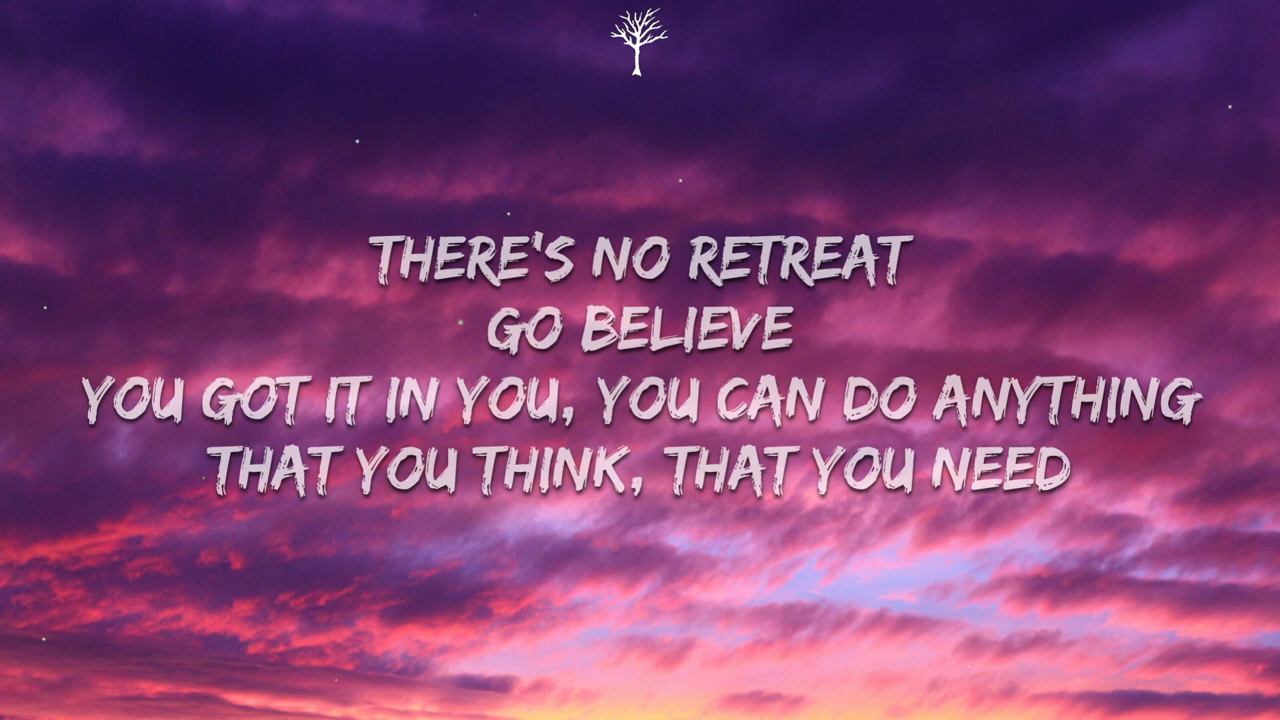 THERE'S NO RETREAT
GO BELIEVE
YOU GOT IT IN YOU, YOU CAN DO ANYTHING
THAT YOU THINK, THAT YOU NEED